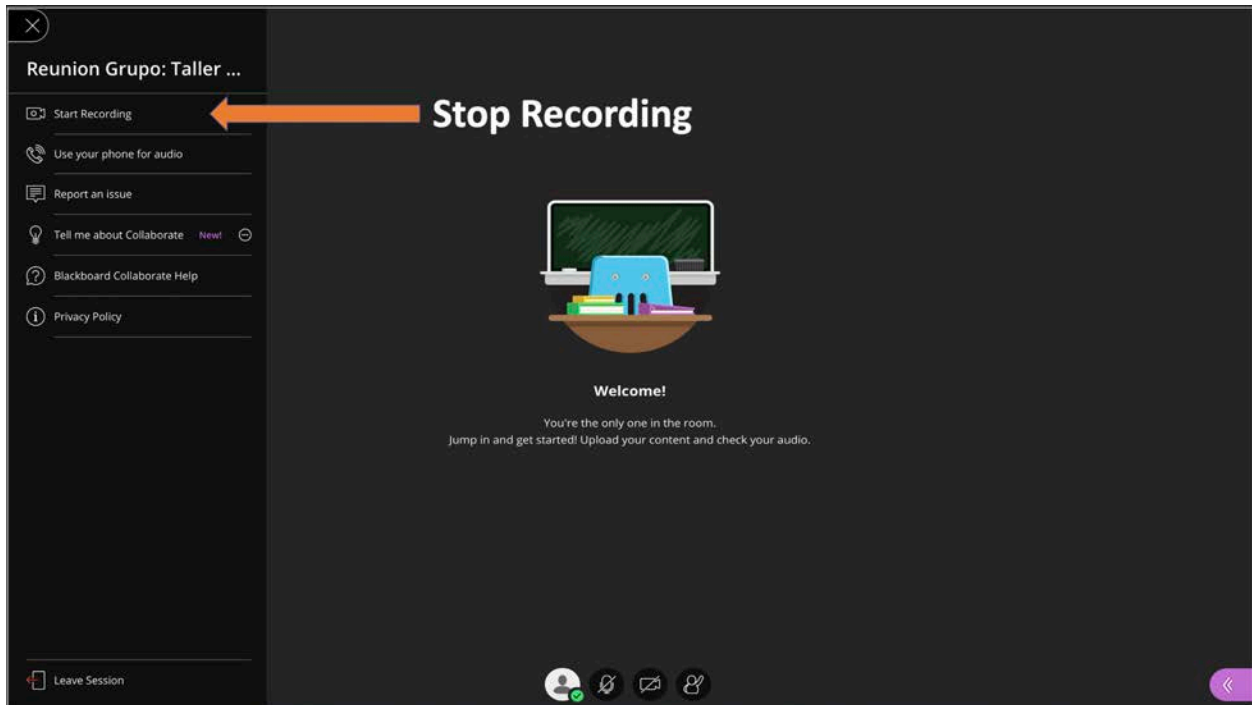 Reunion Grupo: Taller ...
Start Recording
Stop Recording
Use your phone for audio
Report an issue
Tell me about Collaborate New!
Blackboard Collaborate Help
Privacy Policy
Welcome!
You're the only one in the room.
Jump in and get started! Upload your content and check your audio.
Leave Session